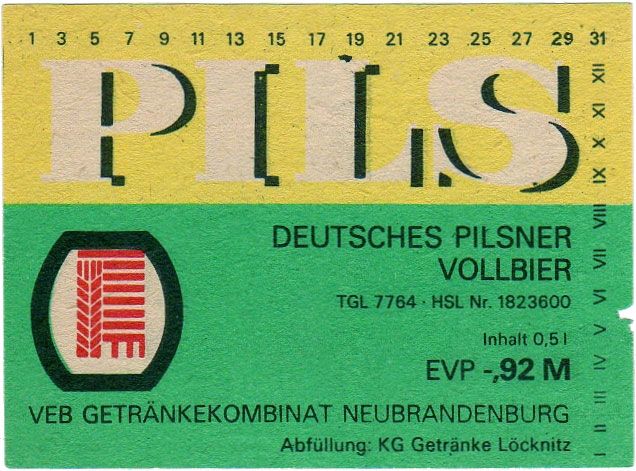 1 3 5 7 9 11 13 15 17 19 21 23 25 27 29 31
PILS
XII
XI
X
IX
VIII
VII
VI
V
IV
III
II
I
DEUTSCHES PILSNER
VOLLBIER
TGL 7764 · HSL Nr. 1823600
Inhalt 0,5 l
EVP -,92 M
VEB GETRÄNKEKOMBINAT NEUBRANDENBURG
Abfüllung: KG Getränke Löcknitz